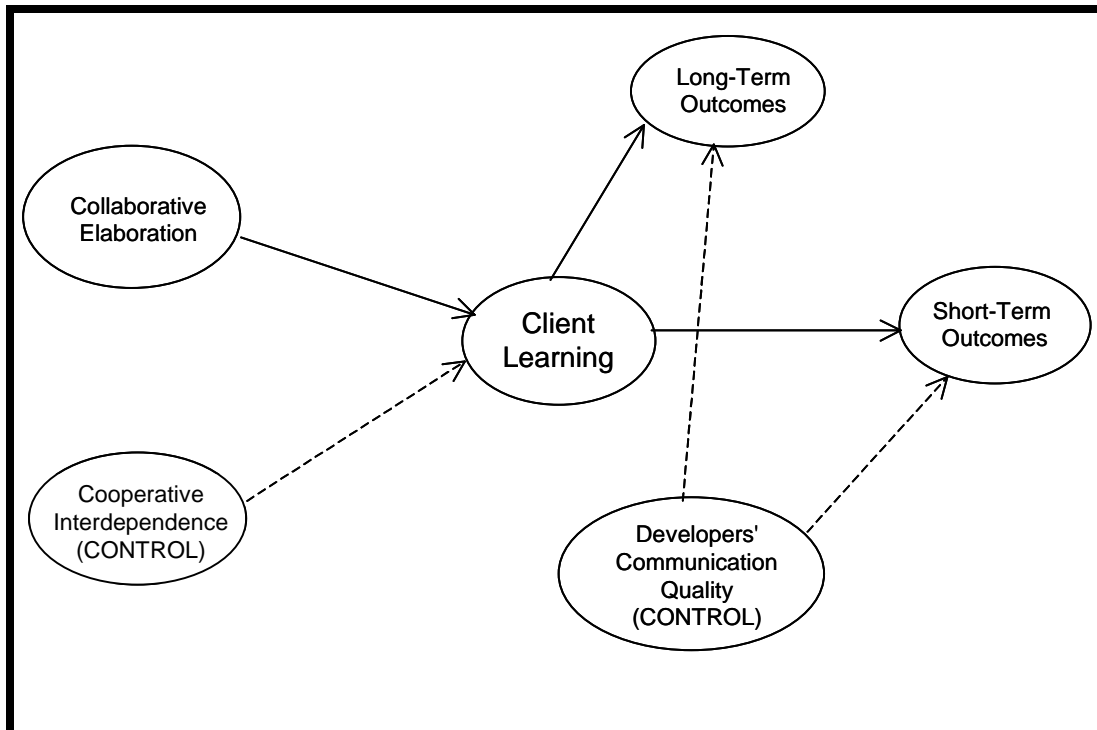 Long-Term
Outcomes
Collaborative
Elaboration
Client
Learning
Short-Term
Outcomes
Cooperative
Interdependence
(CONTROL)
Developers'
Communication
Quality
(CONTROL)